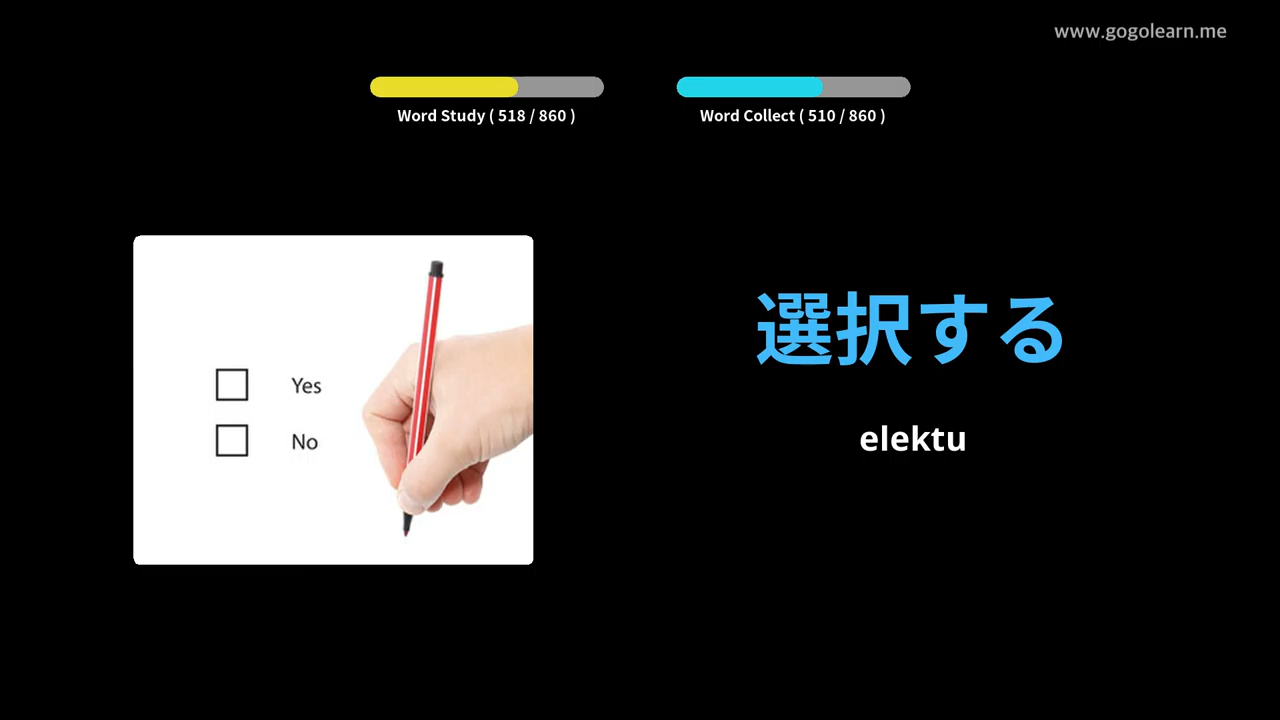 www.gogolearn.me
Word Study ( 518 / 860 )
Word Collect ( 510 / 860 )
Yes
No
選択する
elektu